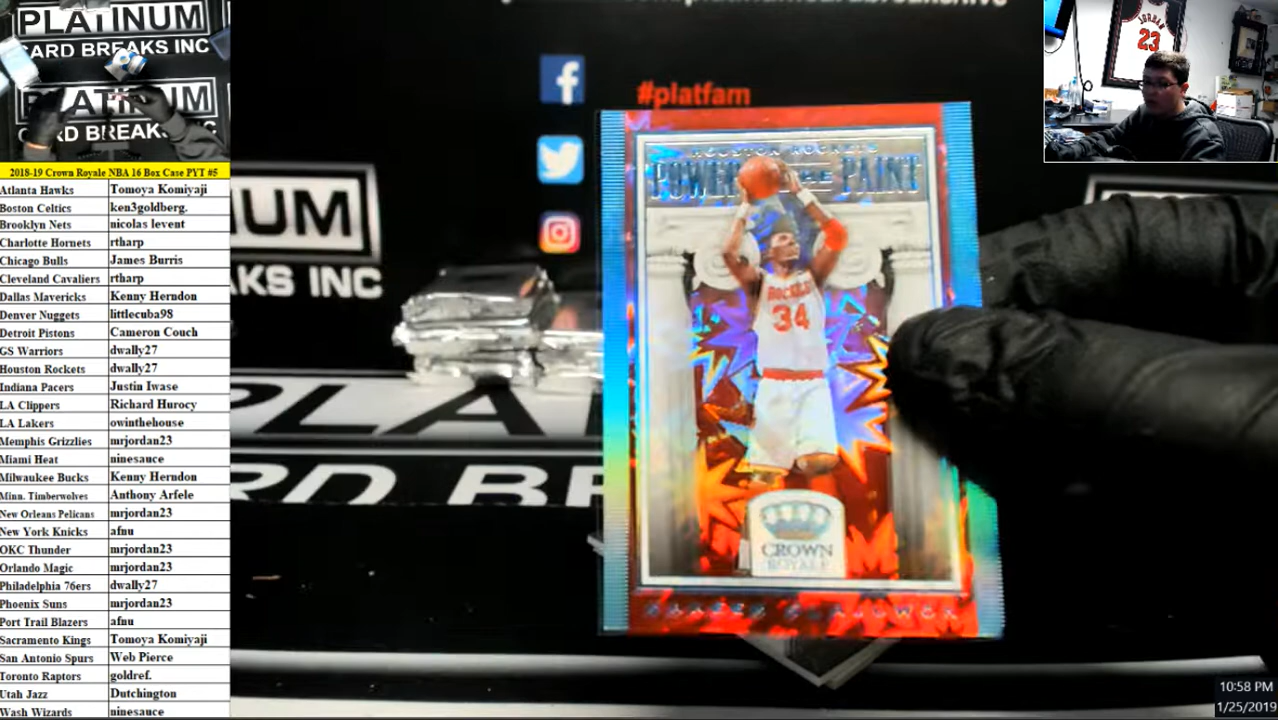 PLATINUM
CARD BREAKS INC
PLATINUM
CARD BREAKS INC
2018-19 Crown Royale NBA 16 Box Case PYT #5
Atlanta Hawks Tomoya Komiyaji
Boston Celtics ken3goldberg.
Brooklyn Nets nicolas levent
Charlotte Hornets rtharp
Chicago Bulls James Burris
Cleveland Cavaliers rtharp
Dallas Mavericks Kenny Herndon
Denver Nuggets littlecuba98
Detroit Pistons Cameron Couch
GS Warriors dwally27
Houston Rockets dwally27
Indiana Pacers Justin Iwase
LA Clippers Richard Hurocy
LA Lakers owinthehouse
Memphis Grizzlies mrjordan23
Miami Heat ninesauce
Milwaukee Bucks Kenny Herndon
Minn. Timberwolves Anthony Arfele
New Orleans Pelicans mrjordan23
New York Knicks afnu
OKC Thunder mrjordan23
Orlando Magic mrjordan23
Philadelphia 76ers dwally27
Phoenix Suns mrjordan23
Port Trail Blazers afnu
Sacramento Kings Tomoya Komiyaji
San Antonio Spurs Web Pierce
Toronto Raptors goldref.
Utah Jazz Dutchington
Wash Wizards ninesauce
#platfam
NUM
KS INC
PLA
RD B
HOUSTON ROCKETS
POWER IN THE PAINT
ROCKETS
34
CROWN
ROYALE
JORDAN
23
10:58 PM
1/25/2019